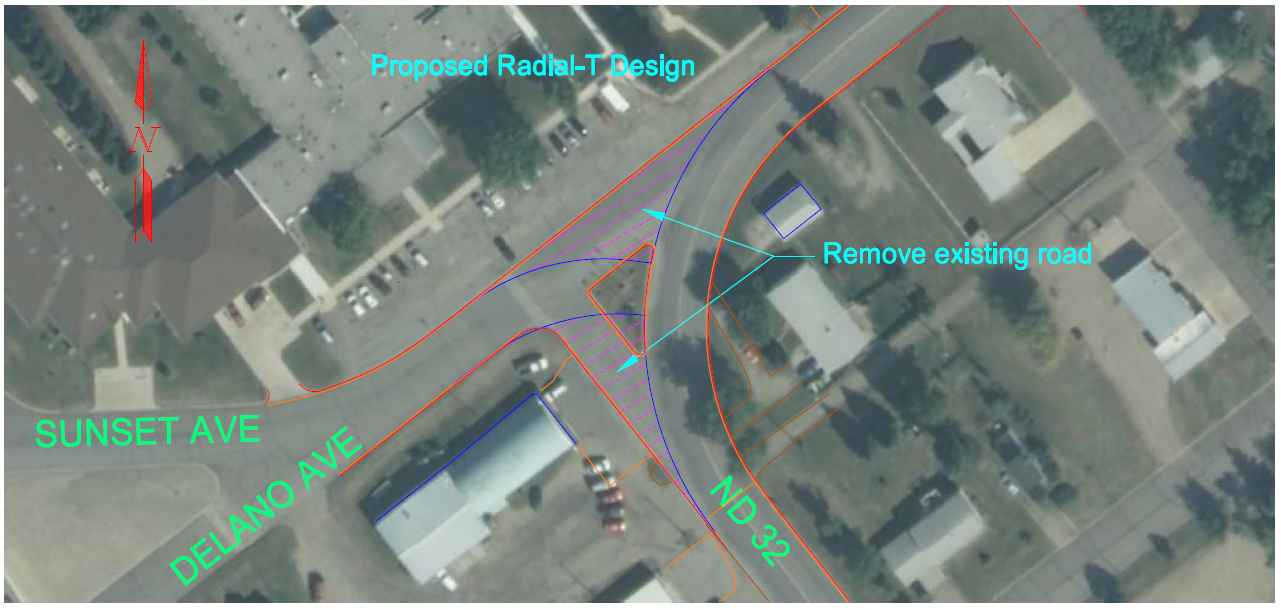 Proposed Radial-T Design
N
Remove existing road
SUNSET AVE
DELANO AVE
ND 32